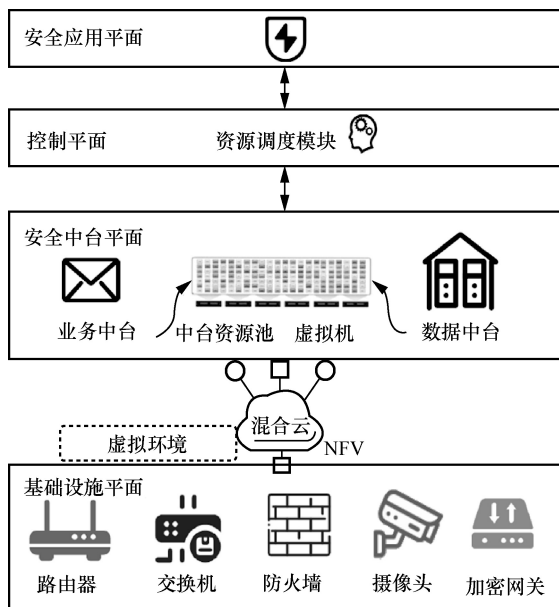 安全应用平面
控制平面
资源调度模块
安全中台平面
业务中台
中台资源池
虚拟机
数据中台
混合云
虚拟环境
NFV
基础设施平面
路由器
交换机
防火墙
摄像头
加密网关